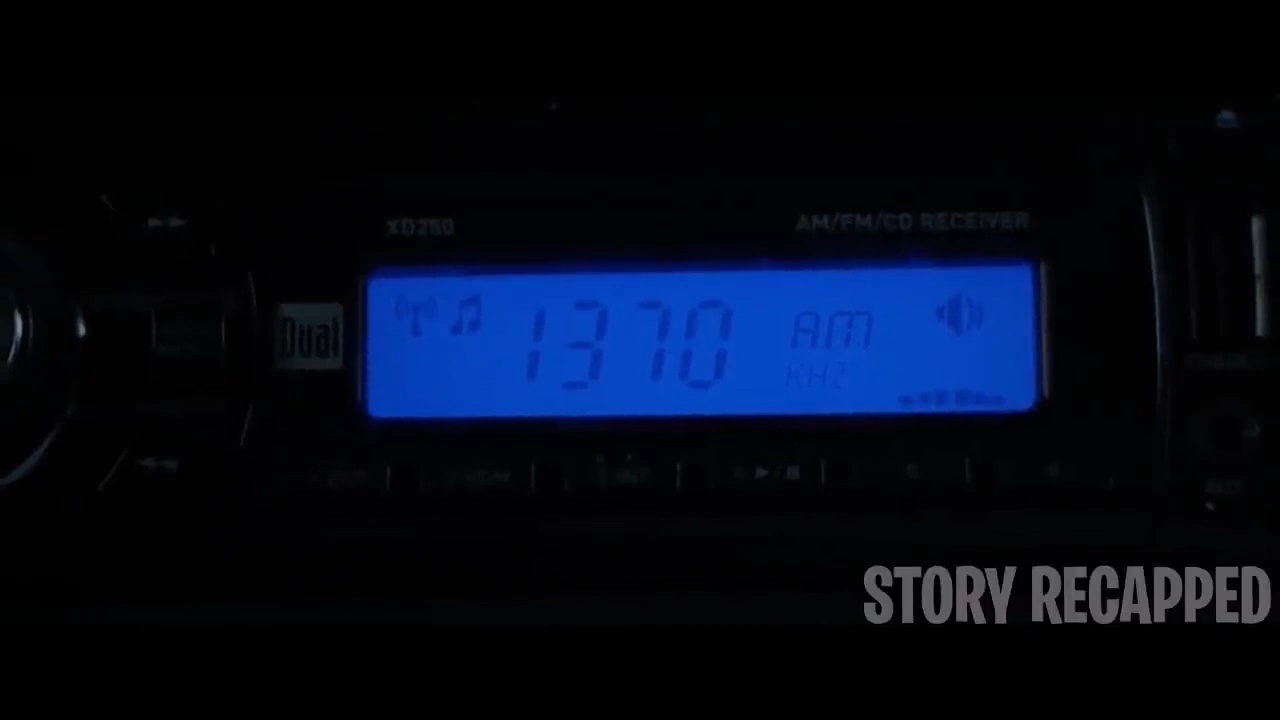 XD250
AM/FM/CD RECEIVER
Dual
1370 AM
KHZ
STORY RECAPPED